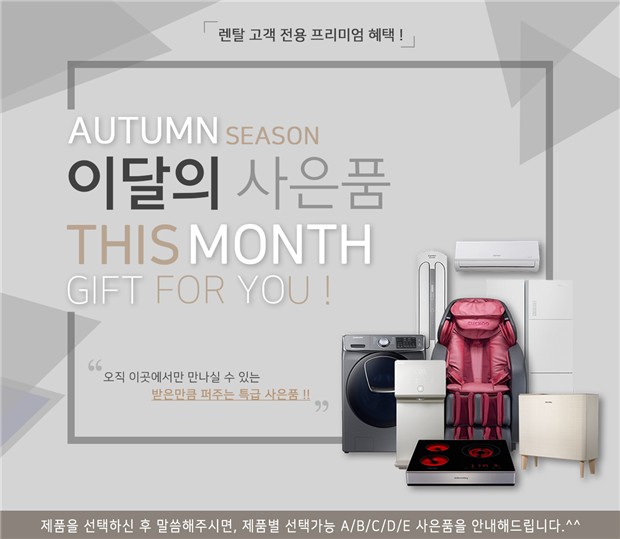 렌탈 고객 전용 프리미엄 혜택 !
AUTUMN SEASON
이달의 사은품
THIS MONTH
GIFT FOR YOU !
“ 오직 이곳에서만 만나실 수 있는
받은만큼 퍼주는 특급 사은품 !! ”
제품을 선택하신 후 말씀해주시면, 제품별 선택가능 A/B/C/D/E 사은품을 안내해드립니다.^^